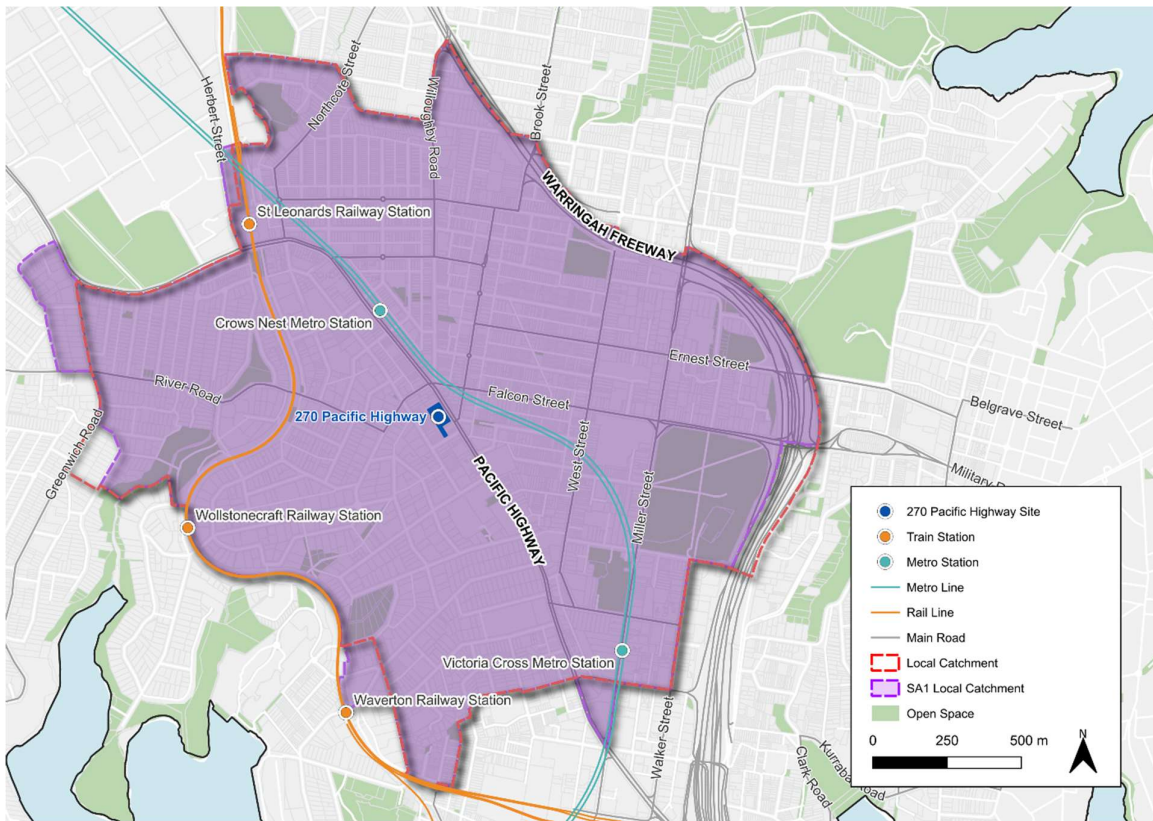 Herbert Street
Northcote Street
Willoughby Road
Brook Street
WARRINGAH FREEWAY
St Leonards Railway Station
Crows Nest Metro Station
Ernest Street
River Road
Falcon Street
270 Pacific Highway
Belgrave Street
Greenwich Road
West Street
Miller Street
Military
PACIFIC HIGHWAY
Wollstonecraft Railway Station
Victoria Cross Metro Station
Waverton Railway Station
Walker Street
Clark Road
Kurraba Road
270 Pacific Highway Site
Train Station
Metro Station
Metro Line
Rail Line
Main Road
Local Catchment
SA1 Local Catchment
Open Space
0 250 500 m
N